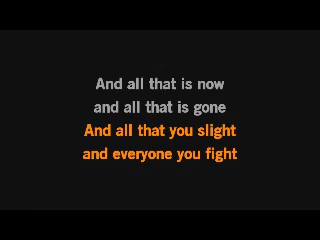 And all that is now
and all that is gone
And all that you slight
and everyone you fight